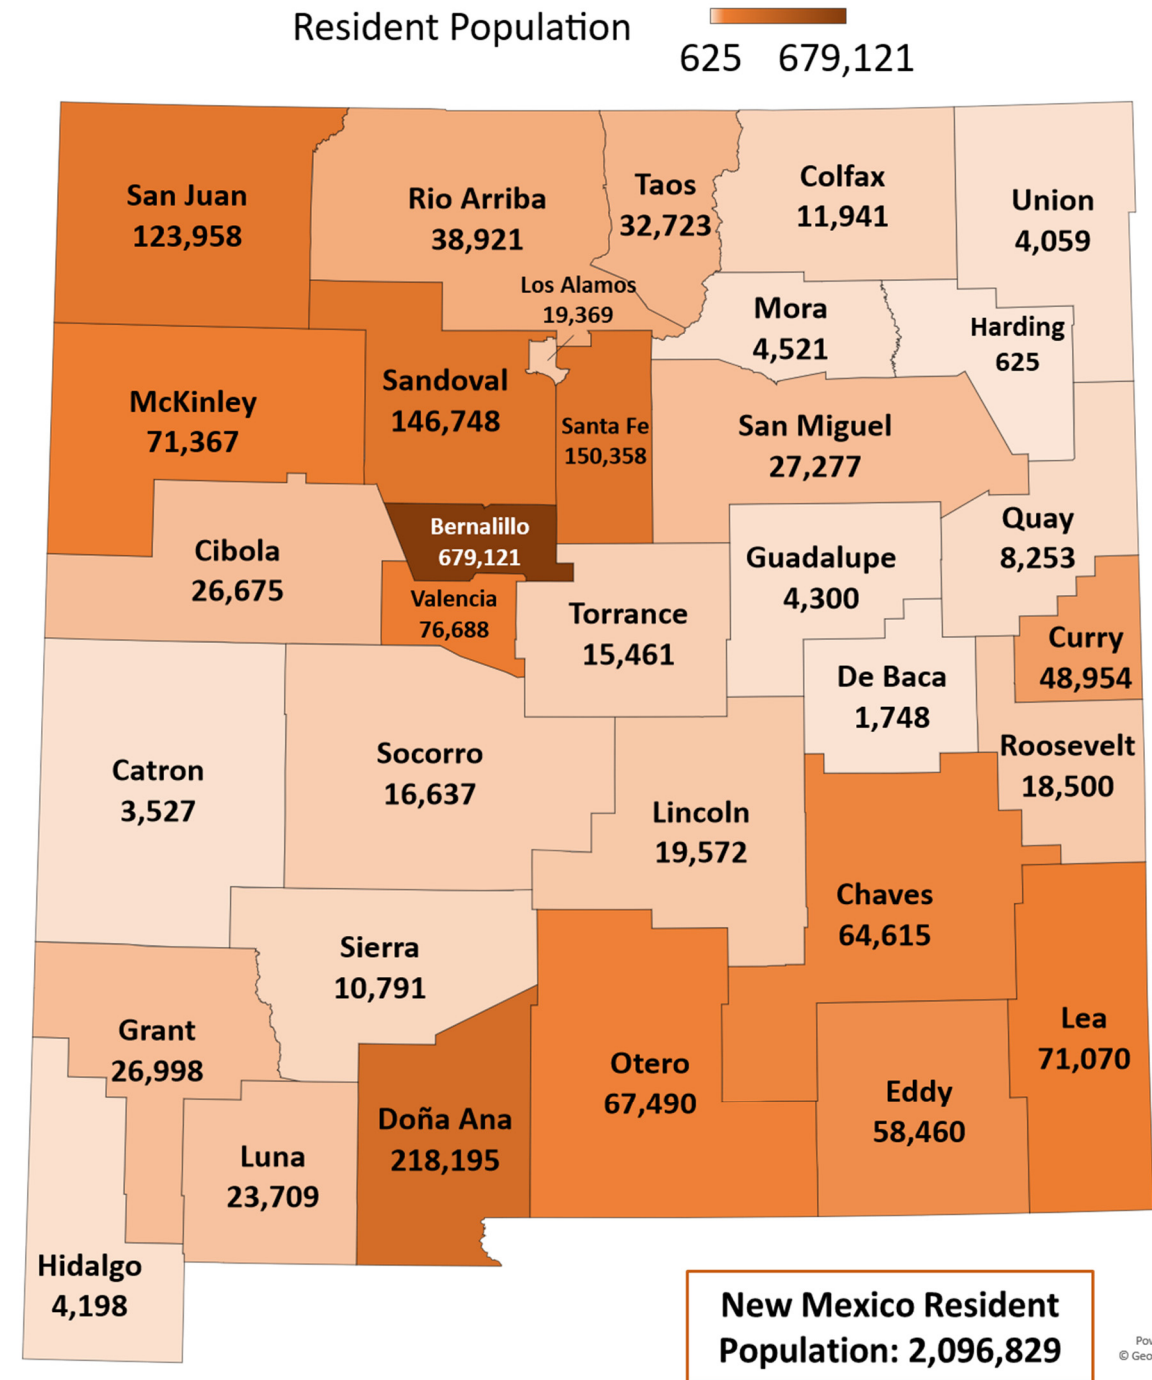 Resident Population
625 679,121
San Juan
123,958
Rio Arriba
38,921
Taos
32,723
Colfax
11,941
Union
4,059
Los Alamos
19,369
Mora
4,521
Harding
625
McKinley
71,367
Sandoval
146,748
Santa Fe
150,358
San Miguel
27,277
Quay
8,253
Bernalillo
679,121
Cibola
26,675
Guadalupe
4,300
Valencia
76,688
Torrance
15,461
Curry
48,954
De Baca
1,748
Roosevelt
18,500
Catron
3,527
Socorro
16,637
Lincoln
19,572
Chaves
64,615
Sierra
10,791
Grant
26,998
Otero
67,490
Lea
71,070
Eddy
58,460
Doña Ana
218,195
Luna
23,709
Hidalgo
4,198
New Mexico Resident
Population: 2,096,829
Pov
© Geo